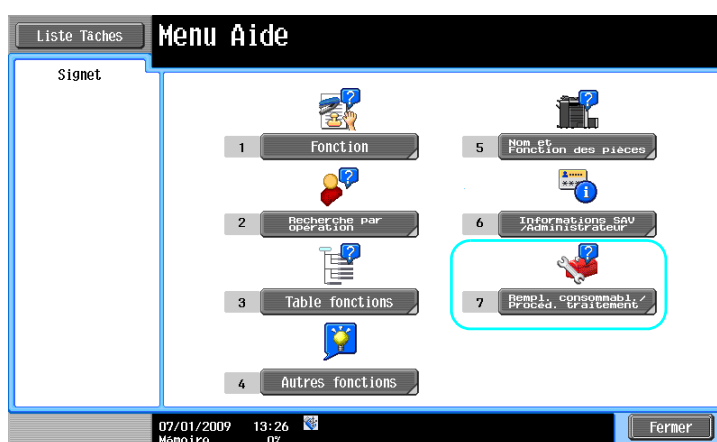 Liste Tâches
Menu Aide
Signet
1
Fonction
2
Recherche par
opération
3
Table fonctions
4
Autres fonctions
5
Nom et
Fonction des pièces
6
Informations SAV
/Administrateur
7
Rempl. consommabl./
Procéd. traitement
07/01/2009 13:26
Mémoire 0%
Fermer